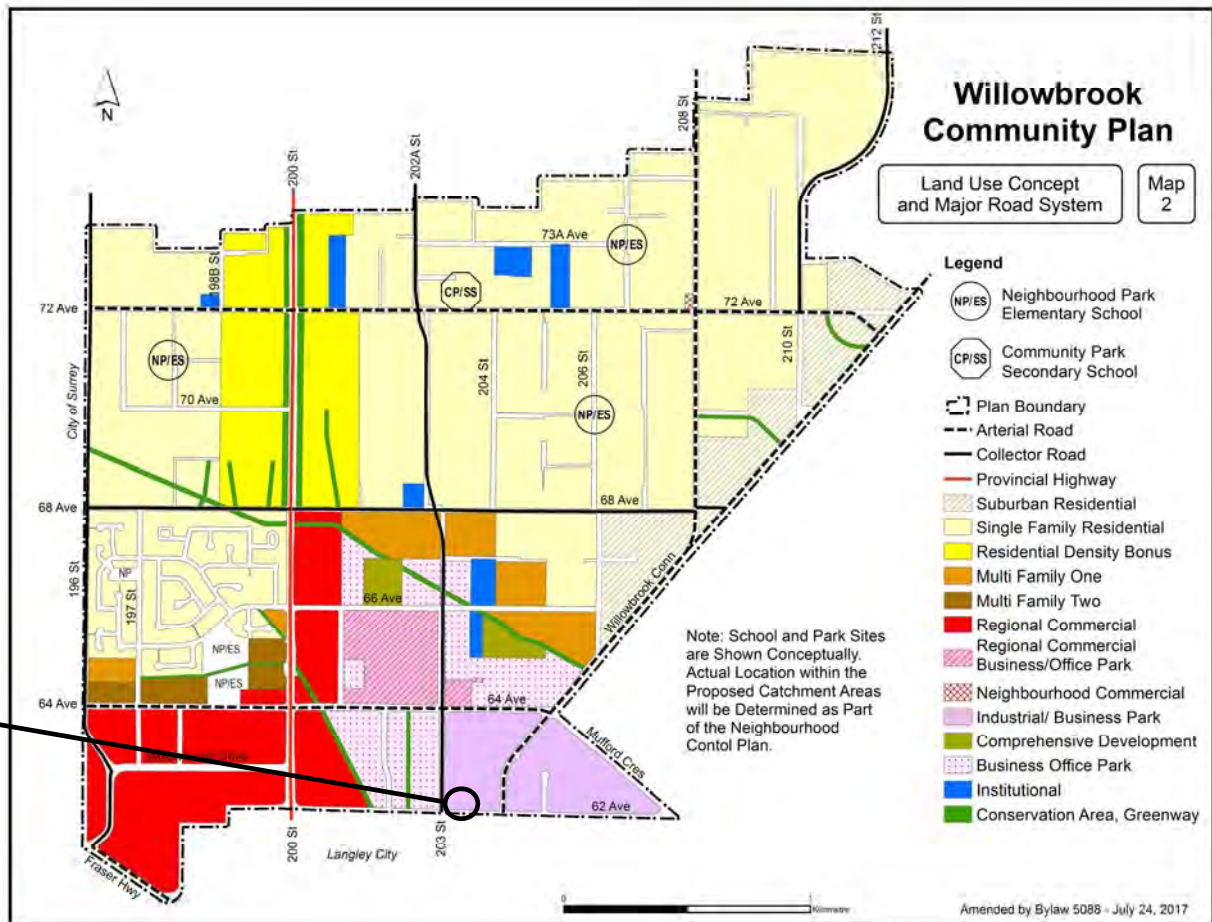 Willowbrook
Community Plan
Land Use Concept
and Major Road System
Map
2
Legend
NP/ES
Neighbourhood Park
Elementary School
CP/SS
Community Park
Secondary School
Plan Boundary
Arterial Road
Collector Road
Provincial Highway
Suburban Residential
Single Family Residential
Residential Density Bonus
Multi Family One
Multi Family Two
Regional Commercial
Regional Commercial
Business/Office Park
Neighbourhood Commercial
Industrial/ Business Park
Comprehensive Development
Business Office Park
Institutional
Conservation Area, Greenway
N
212 St
208 St
202A St
200 St
198B St
73A Ave
NP/ES
CP/SS
72 Ave
72 Ave
210 St
204 St
206 St
NP/ES
NP/ES
City of Surrey
70 Ave
68 Ave
68 Ave
196 St
197 St
NP
66 Ave
Willowbrook Conn
NP/ES
NP/ES
64 Ave
64 Ave
Mufford Cres
62 Ave
Fraser Hwy
200 St
Langley City
203 St
Note: School and Park Sites
are Shown Conceptually.
Actual Location within the
Proposed Catchment Areas
will be Determined as Part
of the Neighbourhood
Contol Plan.
0
1
Kilometre
Amended by Bylaw 5088 - July 24, 2017